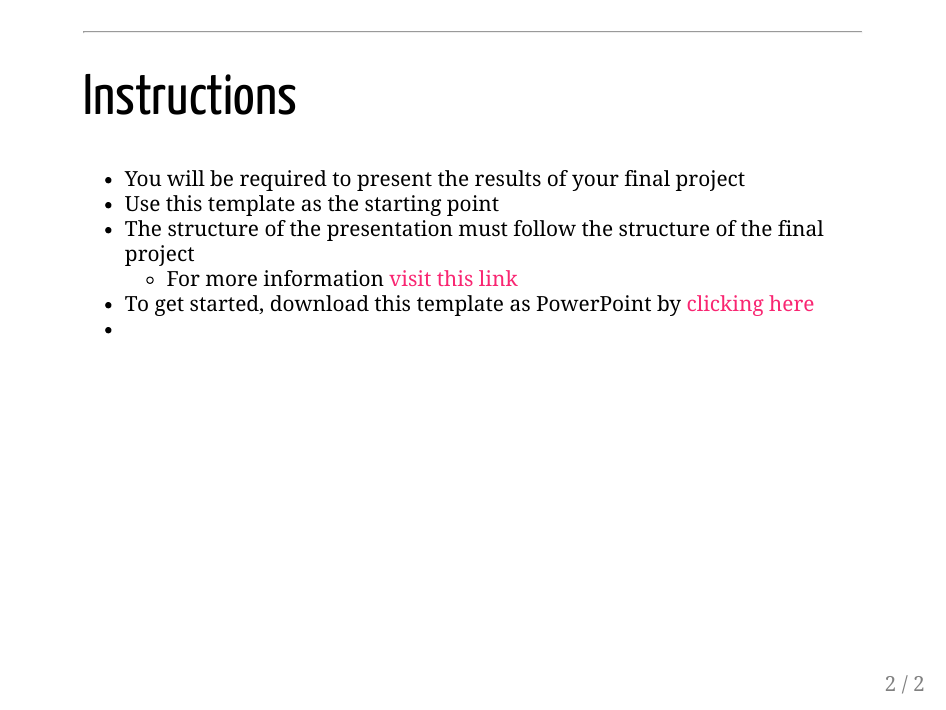 Instructions
• You will be required to present the results of your final project
• Use this template as the starting point
• The structure of the presentation must follow the structure of the final
project
◦ For more information visit this link
• To get started, download this template as PowerPoint by clicking here
•
2 / 2